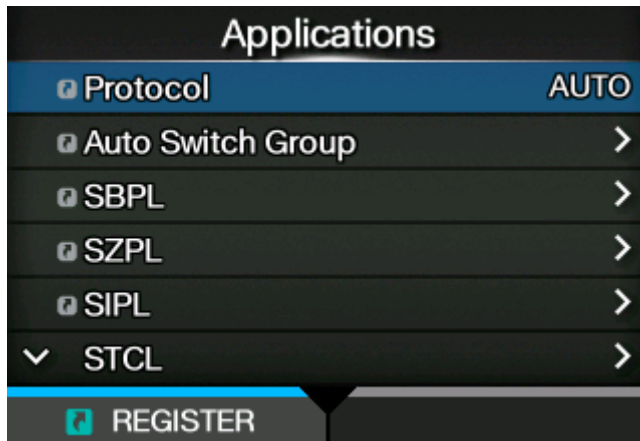 Applications
Protocol AUTO
Auto Switch Group
SBPL
SZPL
SIPL
STCL
REGISTER